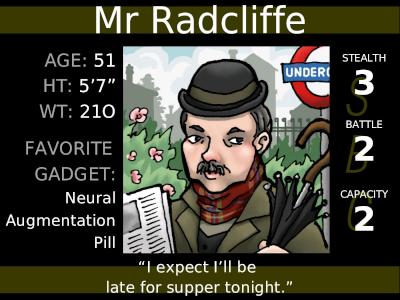 Mr Radcliffe
AGE: 51
HT: 5’7”
WT: 210
FAVORITE
GADGET:
Neural
Augmentation
Pill
UNDERG
STEALTH
3
S
BATTLE
2
B
CAPACITY
2
C
“I expect I’ll be
late for supper tonight.”